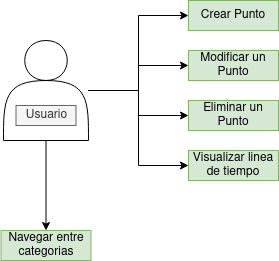 Crear Punto
Modificar un
Punto
Usuario
Eliminar un
Punto
Visualizar linea
de tiempo
Navegar entre
categorias